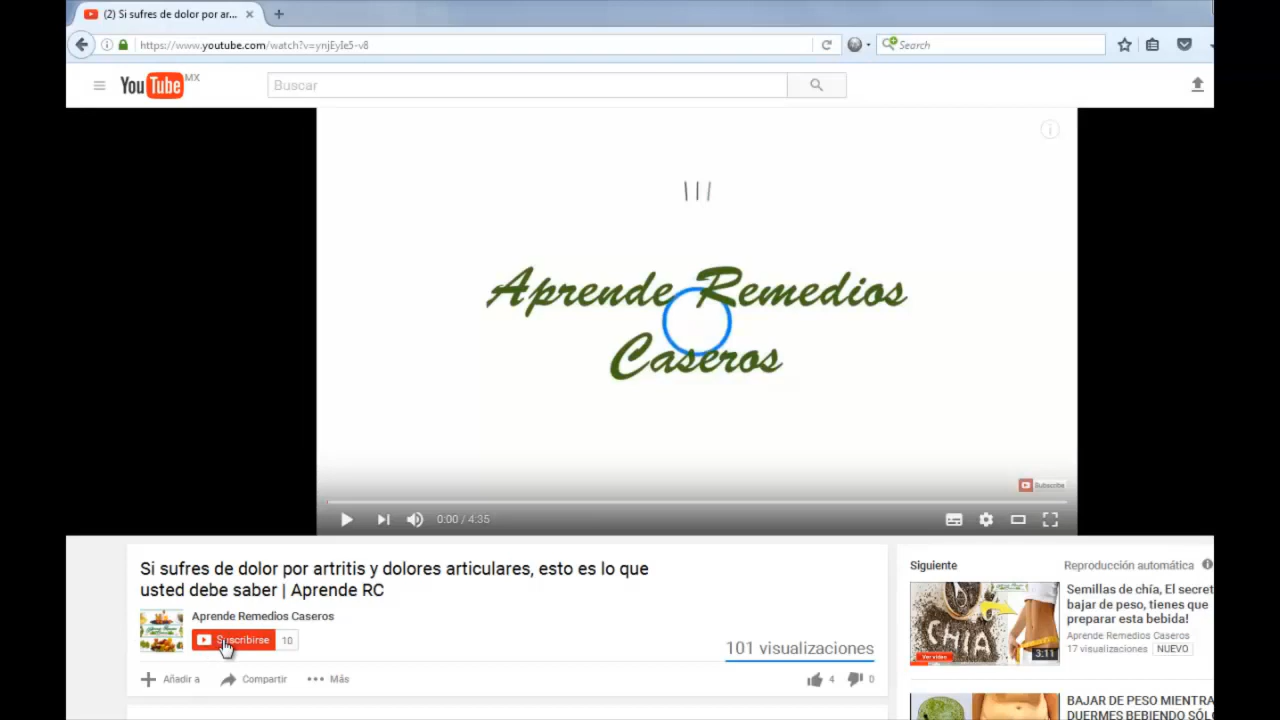 (2) Si sufres de dolor por ar...
https://www.youtube.com/watch?v=ynjEyIe5-v8
Search
YouTube MX
Buscar
Aprende Remedios
Caseros
Subscribe
0:00 / 4:35
Si sufres de dolor por artritis y dolores articulares, esto es lo que
usted debe saber | Aprende RC
Aprende Remedios Caseros
Suscribirse 10
101 visualizaciones
Añadir a Compartir Más
4 0
Siguiente Reproducción automática
Semillas de chía, El secret
bajar de peso, tienes que
preparar esta bebida!
Aprende Remedios Caseros
17 visualizaciones NUEVO
CHIA
Ver video
3:11
BAJAR DE PESO MIENTRA
DUERMES BEBIENDO SÓLO